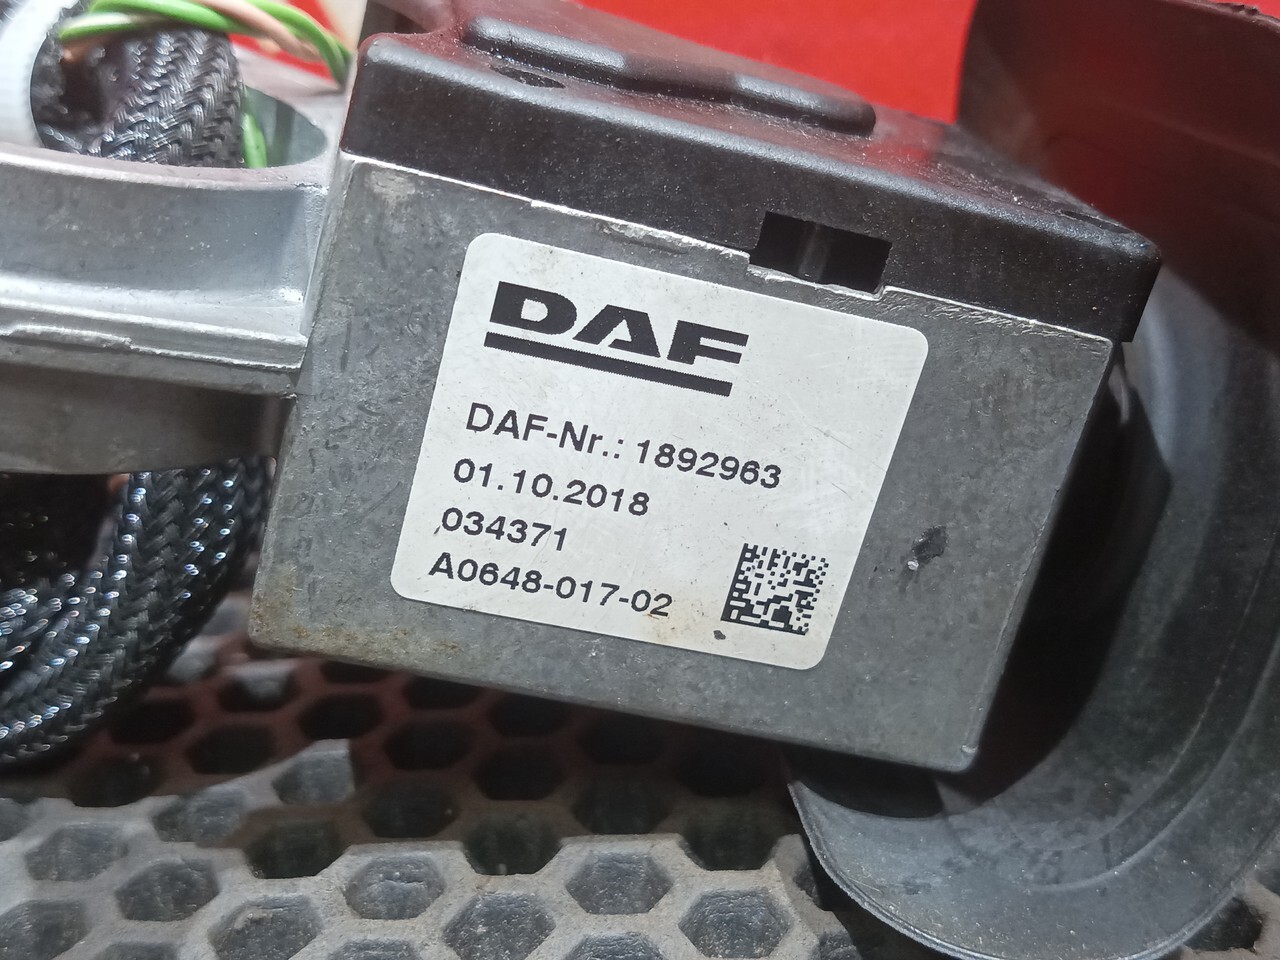 DAF
DAF-Nr.: 1892963
01.10.2018
034371
A0648-017-02